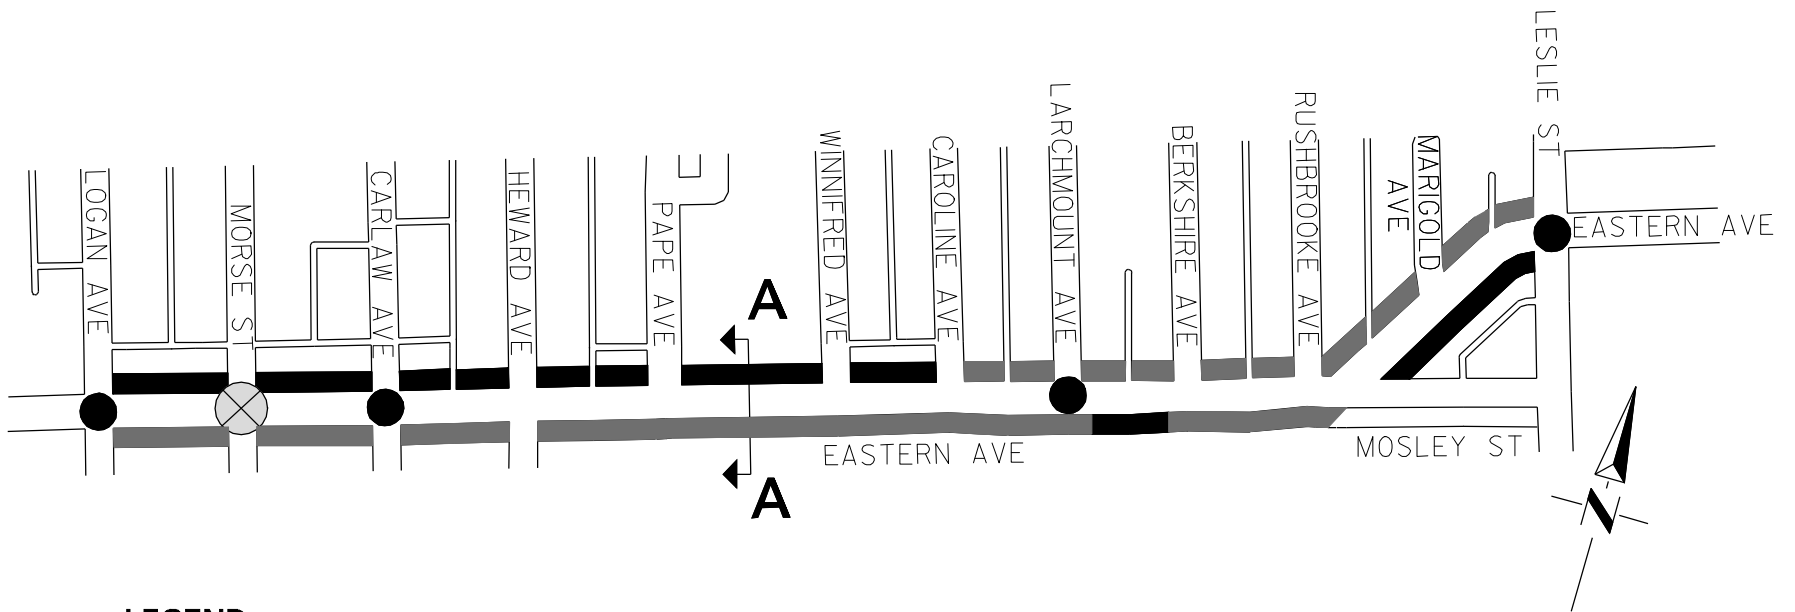 LOGAN AVE
MORSE ST
CARLAW AVE
HEWARD AVE
PAPE AVE
A
WINNIFRED AVE
CAROLINE AVE
LARCHMOUNT AVE
BERKSHIRE AVE
RUSHBROOKE AVE
MARIGOLD
AVE
LESLIE ST
EASTERN AVE
EASTERN AVE
MOSLEY ST
A
N
LEGEND